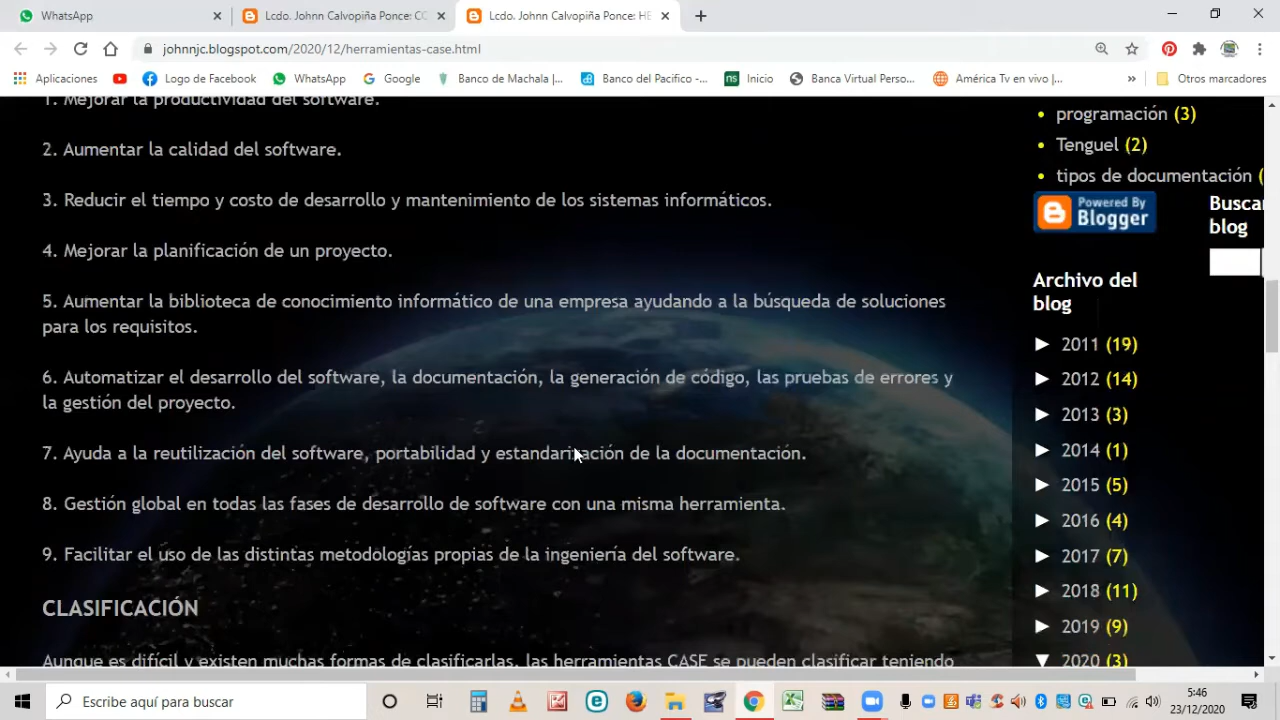 WhatsApp
Lcdo. Johnn Calvopiña Ponce: CO
Lcdo. Johnn Calvopiña Ponce: HE
johnnjc.blogspot.com/2020/12/herramientas-case.html
Aplicaciones
Logo de Facebook
WhatsApp
Google
Banco de Machala |...
Banco del Pacifico -...
Inicio
Banca Virtual Perso...
América Tv en vivo |...
»
Otros marcadores
1. Mejorar la productividad del software.
2. Aumentar la calidad del software.
3. Reducir el tiempo y costo de desarrollo y mantenimiento de los sistemas informáticos.
4. Mejorar la planificación de un proyecto.
5. Aumentar la biblioteca de conocimiento informático de una empresa ayudando a la búsqueda de soluciones
para los requisitos.
6. Automatizar el desarrollo del software, la documentación, la generación de código, las pruebas de errores y
la gestión del proyecto.
7. Ayuda a la reutilización del software, portabilidad y estandarización de la documentación.
8. Gestión global en todas las fases de desarrollo de software con una misma herramienta.
9. Facilitar el uso de las distintas metodologías propias de la ingeniería del software.
CLASIFICACIÓN
Aunque es difícil y existen muchas formas de clasificarlas, las herramientas CASE se pueden clasificar teniendo
programación (3)
Tenguel (2)
tipos de documentación (
Powered By
Blogger
Archivo del
blog
► 2011 (19)
► 2012 (14)
► 2013 (3)
► 2014 (1)
► 2015 (5)
► 2016 (4)
► 2017 (7)
► 2018 (11)
► 2019 (9)
▼ 2020 (3)
Buscar
blog
Escribe aquí para buscar
5:46
23/12/2020